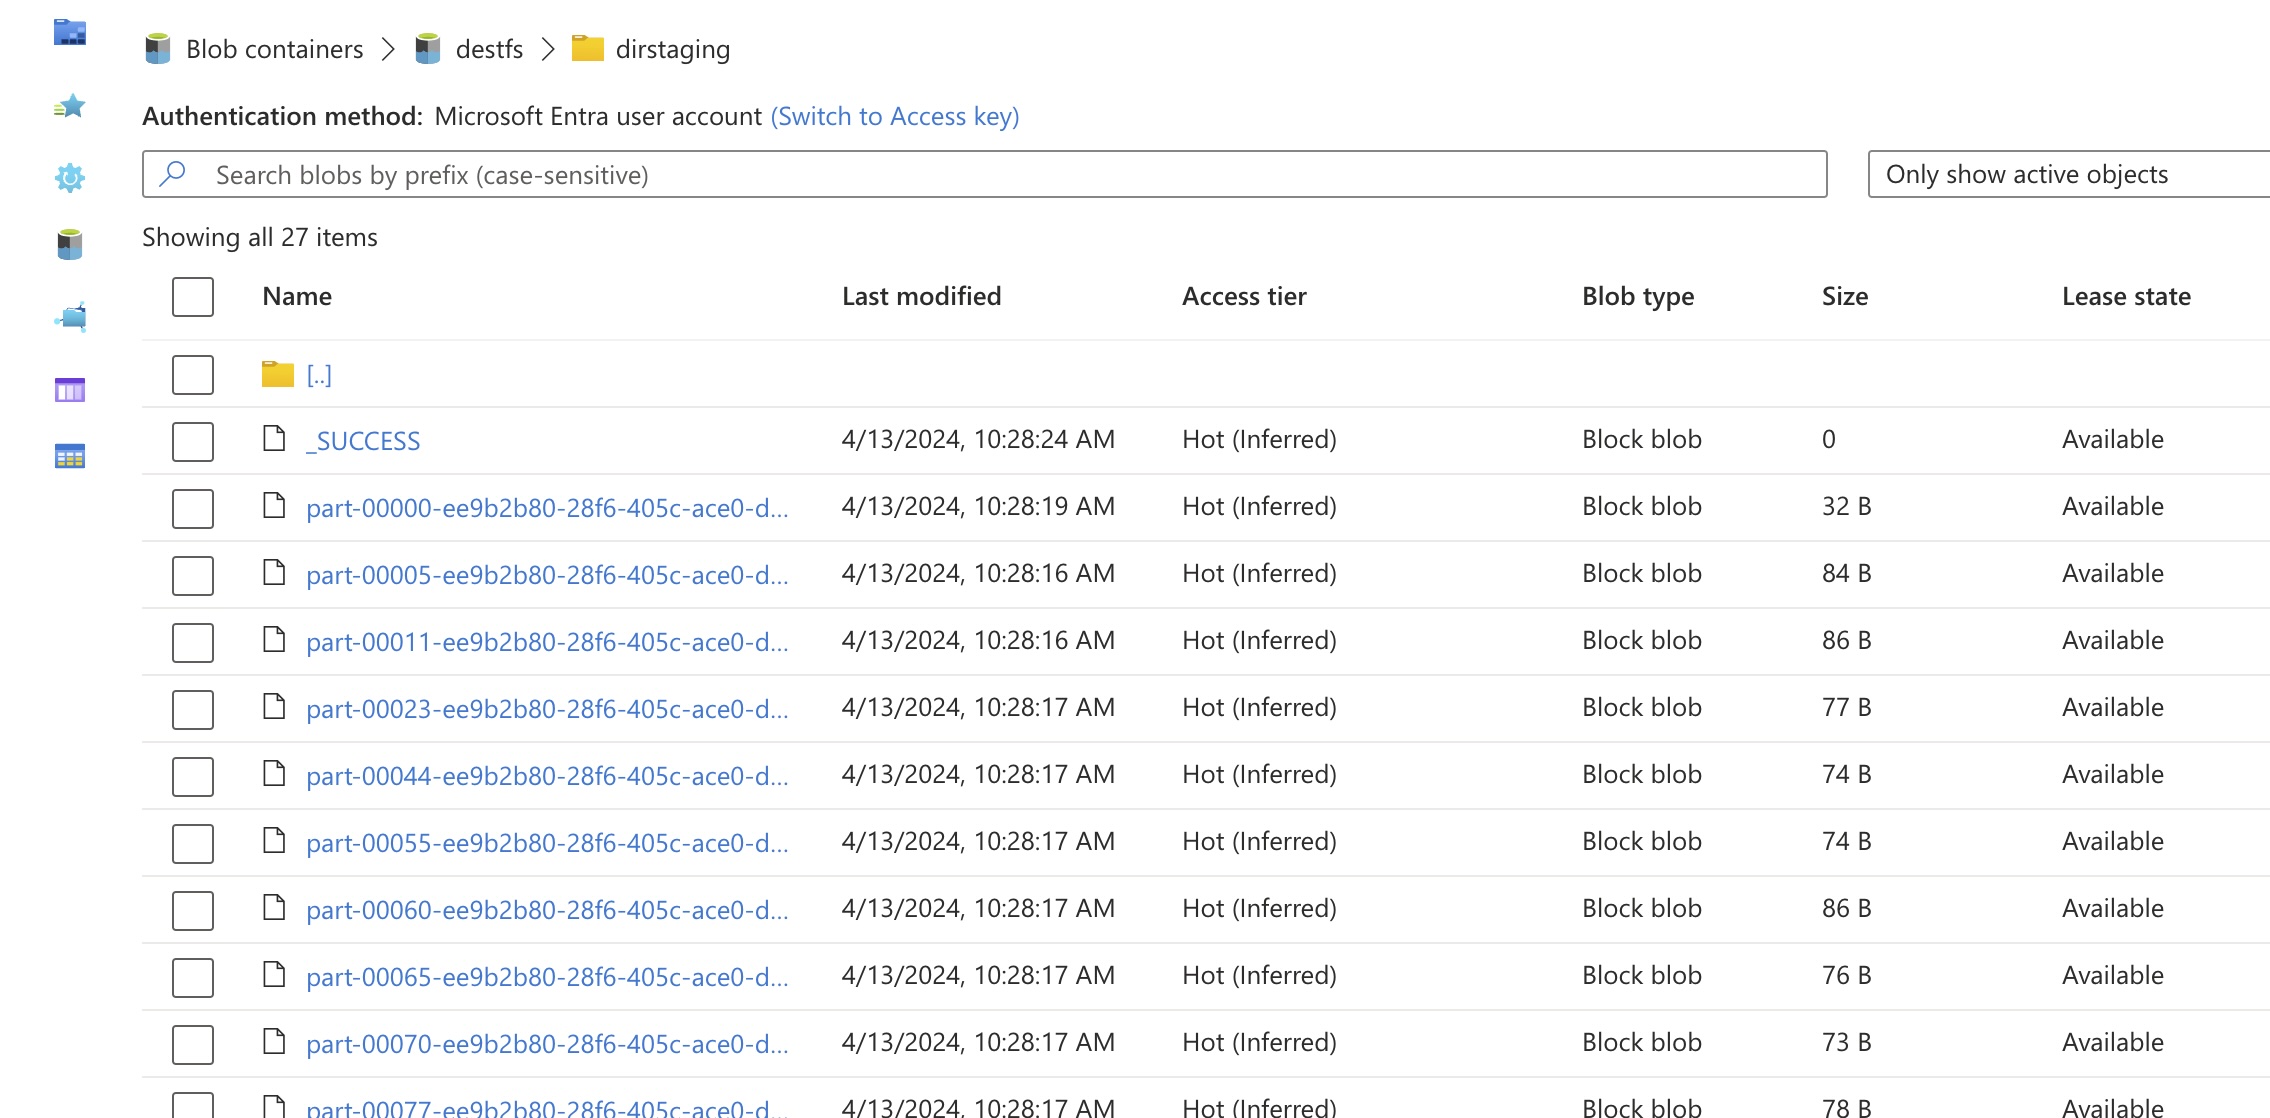 Blob containers > destfs > dirstaging
Authentication method: Microsoft Entra user account (Switch to Access key)
Search blobs by prefix (case-sensitive) Only show active objects
Showing all 27 items
Name Last modified Access tier Blob type Size Lease state
[..]
_SUCCESS 4/13/2024, 10:28:24 AM Hot (Inferred) Block blob 0 Available
part-00000-ee9b2b80-28f6-405c-ace0-d... 4/13/2024, 10:28:19 AM Hot (Inferred) Block blob 32 B Available
part-00005-ee9b2b80-28f6-405c-ace0-d... 4/13/2024, 10:28:16 AM Hot (Inferred) Block blob 84 B Available
part-00011-ee9b2b80-28f6-405c-ace0-d... 4/13/2024, 10:28:16 AM Hot (Inferred) Block blob 86 B Available
part-00023-ee9b2b80-28f6-405c-ace0-d... 4/13/2024, 10:28:17 AM Hot (Inferred) Block blob 77 B Available
part-00044-ee9b2b80-28f6-405c-ace0-d... 4/13/2024, 10:28:17 AM Hot (Inferred) Block blob 74 B Available
part-00055-ee9b2b80-28f6-405c-ace0-d... 4/13/2024, 10:28:17 AM Hot (Inferred) Block blob 74 B Available
part-00060-ee9b2b80-28f6-405c-ace0-d... 4/13/2024, 10:28:17 AM Hot (Inferred) Block blob 86 B Available
part-00065-ee9b2b80-28f6-405c-ace0-d... 4/13/2024, 10:28:17 AM Hot (Inferred) Block blob 76 B Available
part-00070-ee9b2b80-28f6-405c-ace0-d... 4/13/2024, 10:28:17 AM Hot (Inferred) Block blob 73 B Available
part-00077-ee9b2b80-28f6-405c-ace0-d... 4/13/2024, 10:28:17 AM Hot (Inferred) Block blob 78 B Available